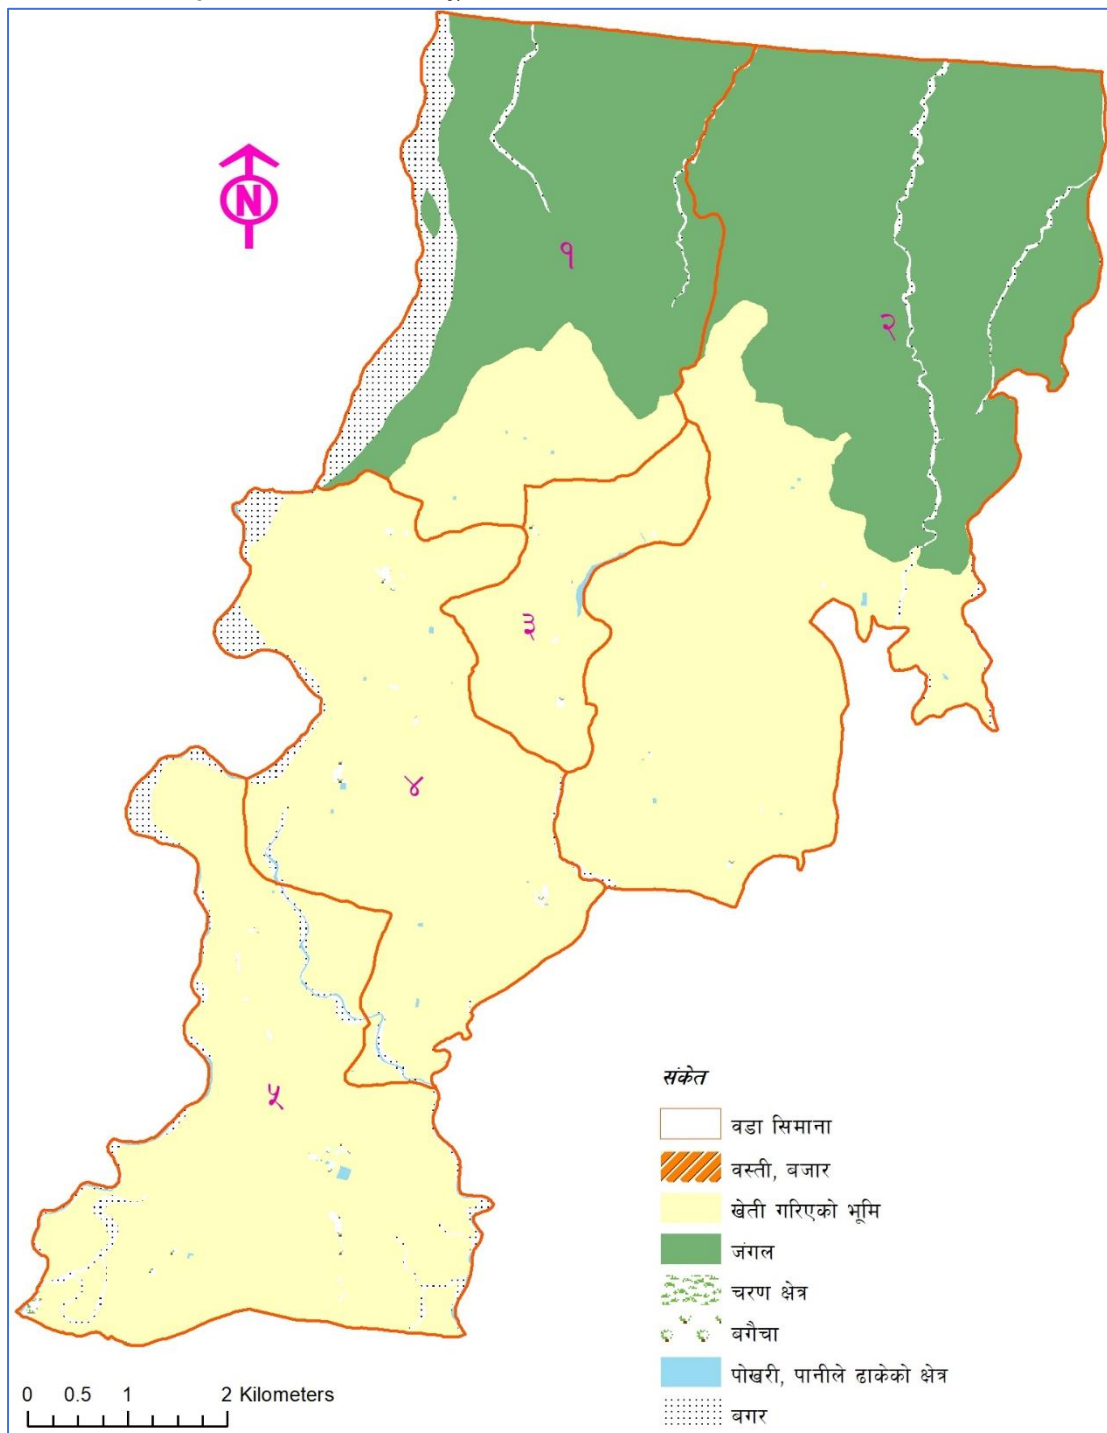 N
१
२
३
४
५
संकेत
वडा सिमाना
वस्ती, बजार
खेती गरिएको भूमि
जंगल
चरण क्षेत्र
बगैचा
पोखरी, पानीले ढाकेको क्षेत्र
बगर
0 0.5 1 2 Kilometers